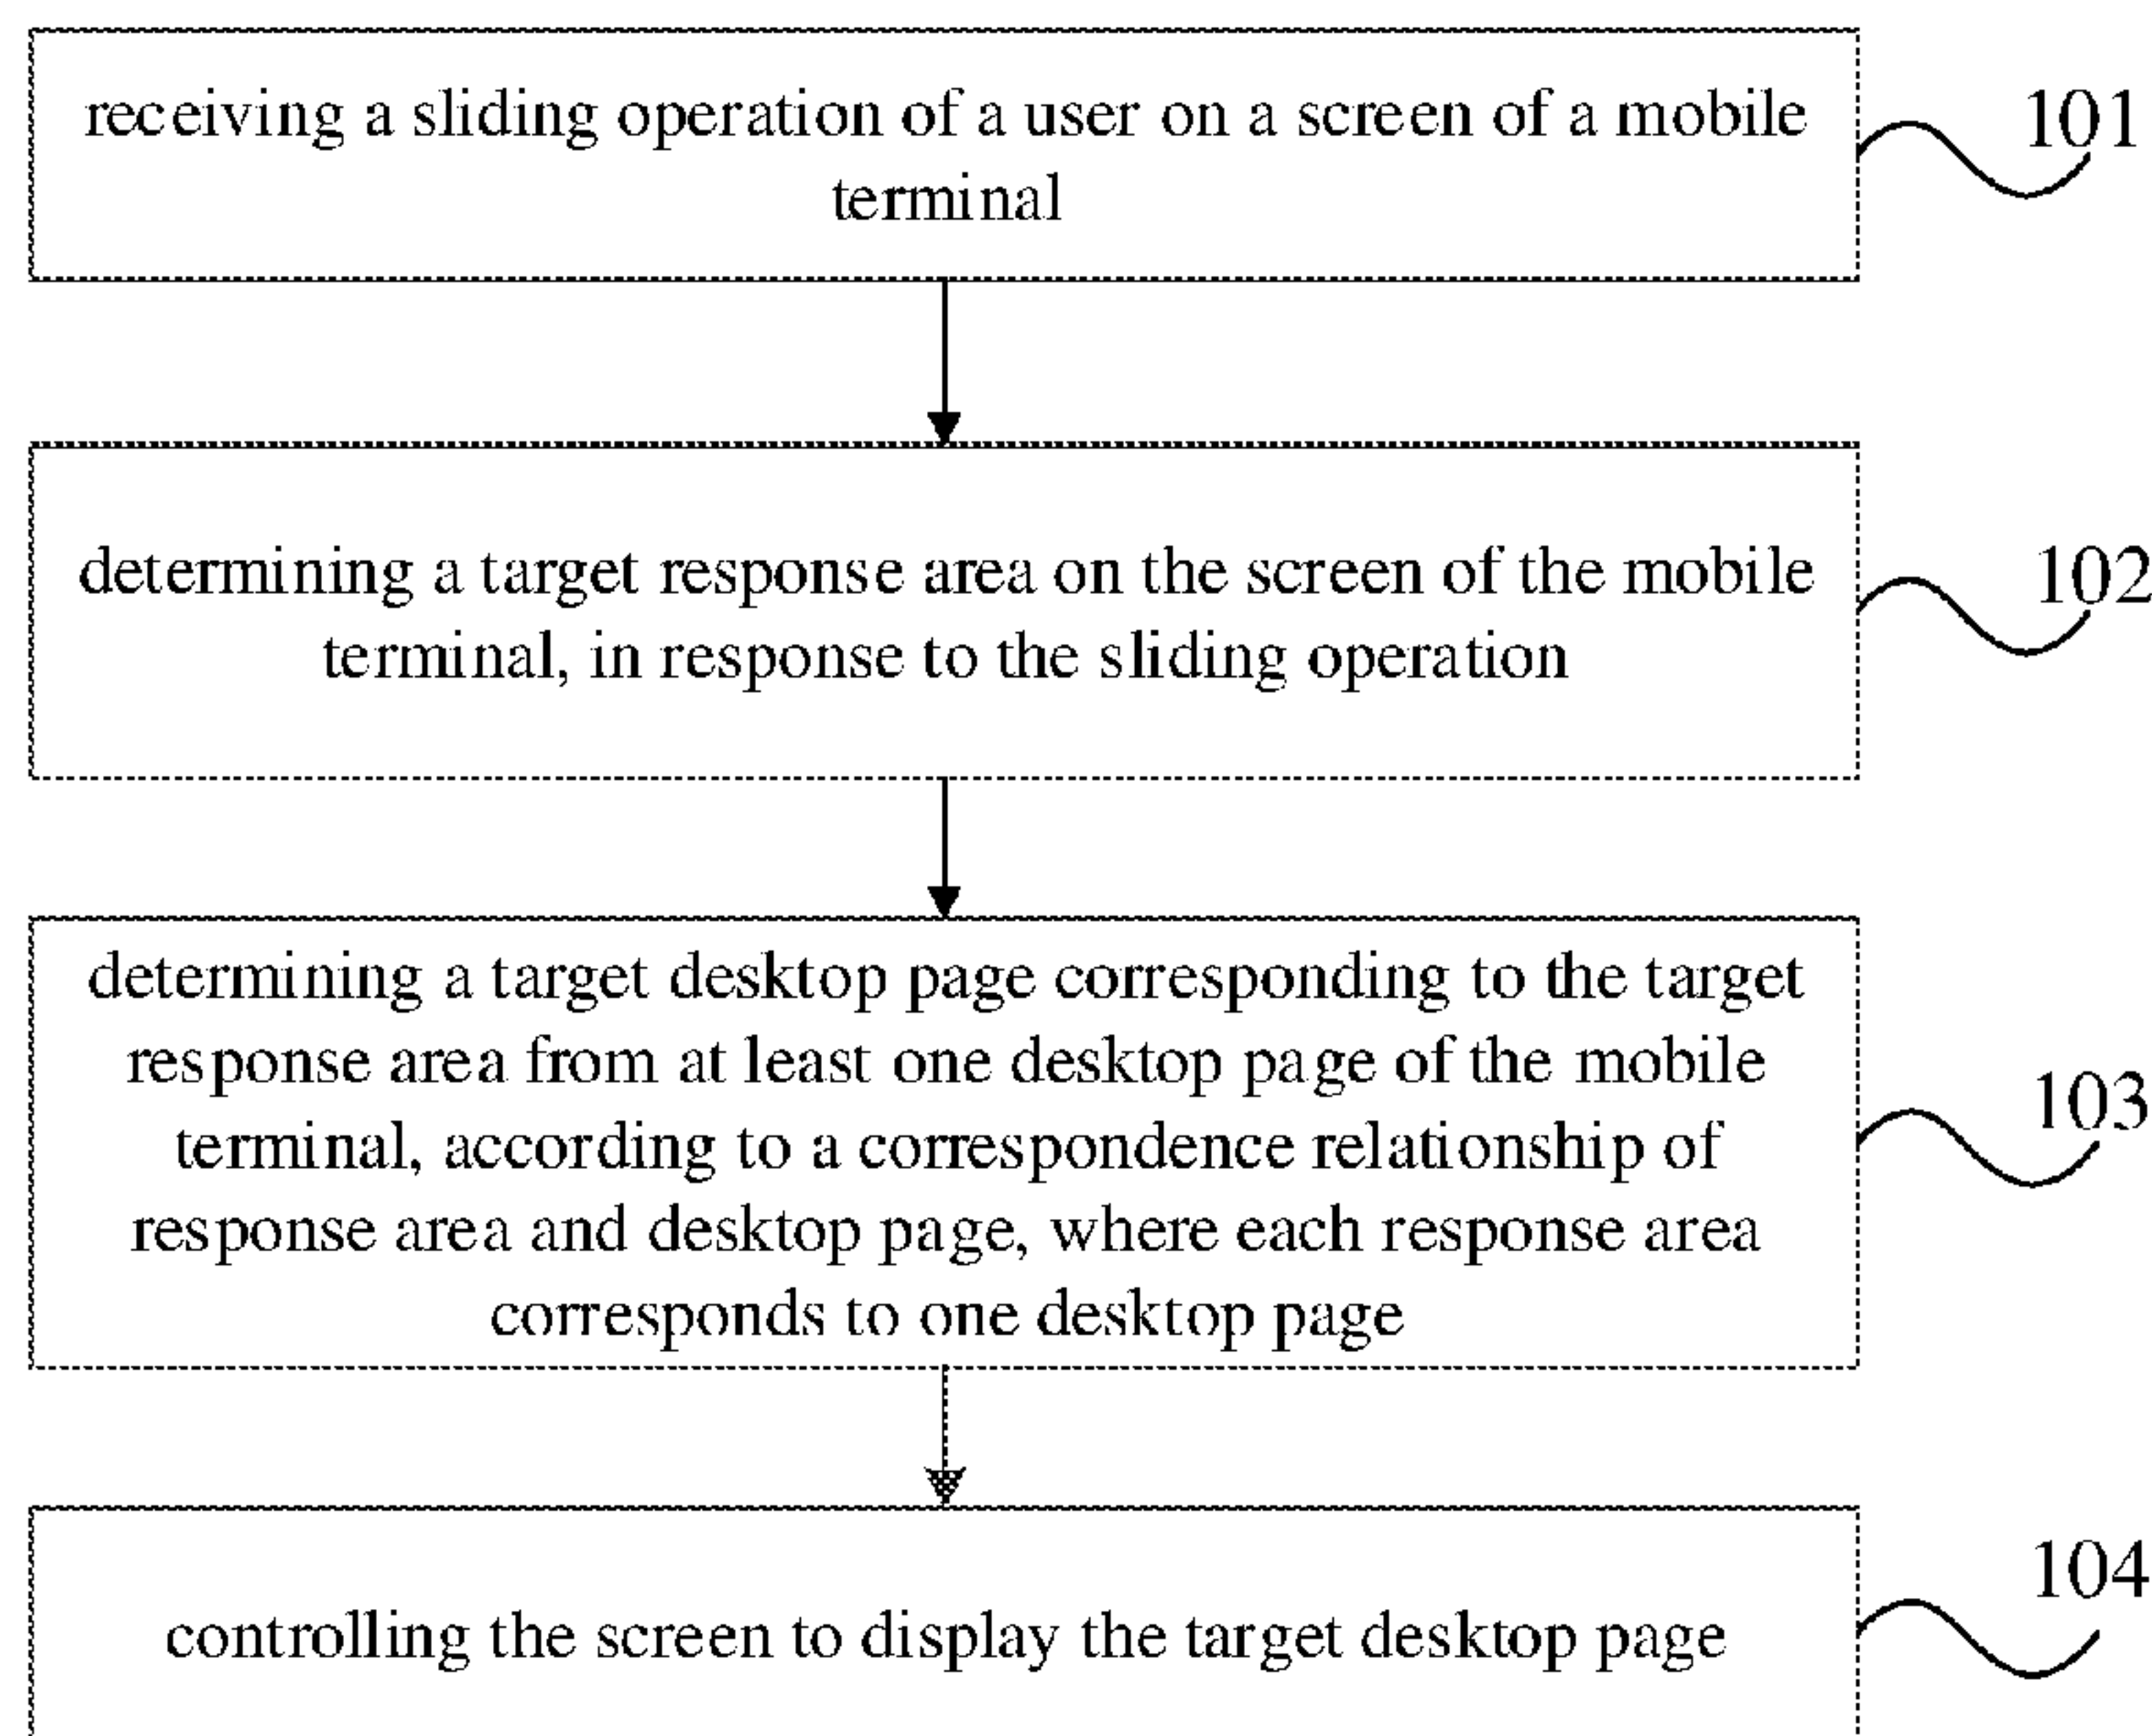 receiving a sliding operation of a user on a screen of a mobile
terminal
101
determining a target response area on the screen of the mobile
terminal, in response to the sliding operation
102
determining a target desktop page corresponding to the target
response area from at least one desktop page of the mobile
terminal, according to a correspondence relationship of
response area and desktop page, where each response area
corresponds to one desktop page
103
controlling the screen to display the target desktop page
104